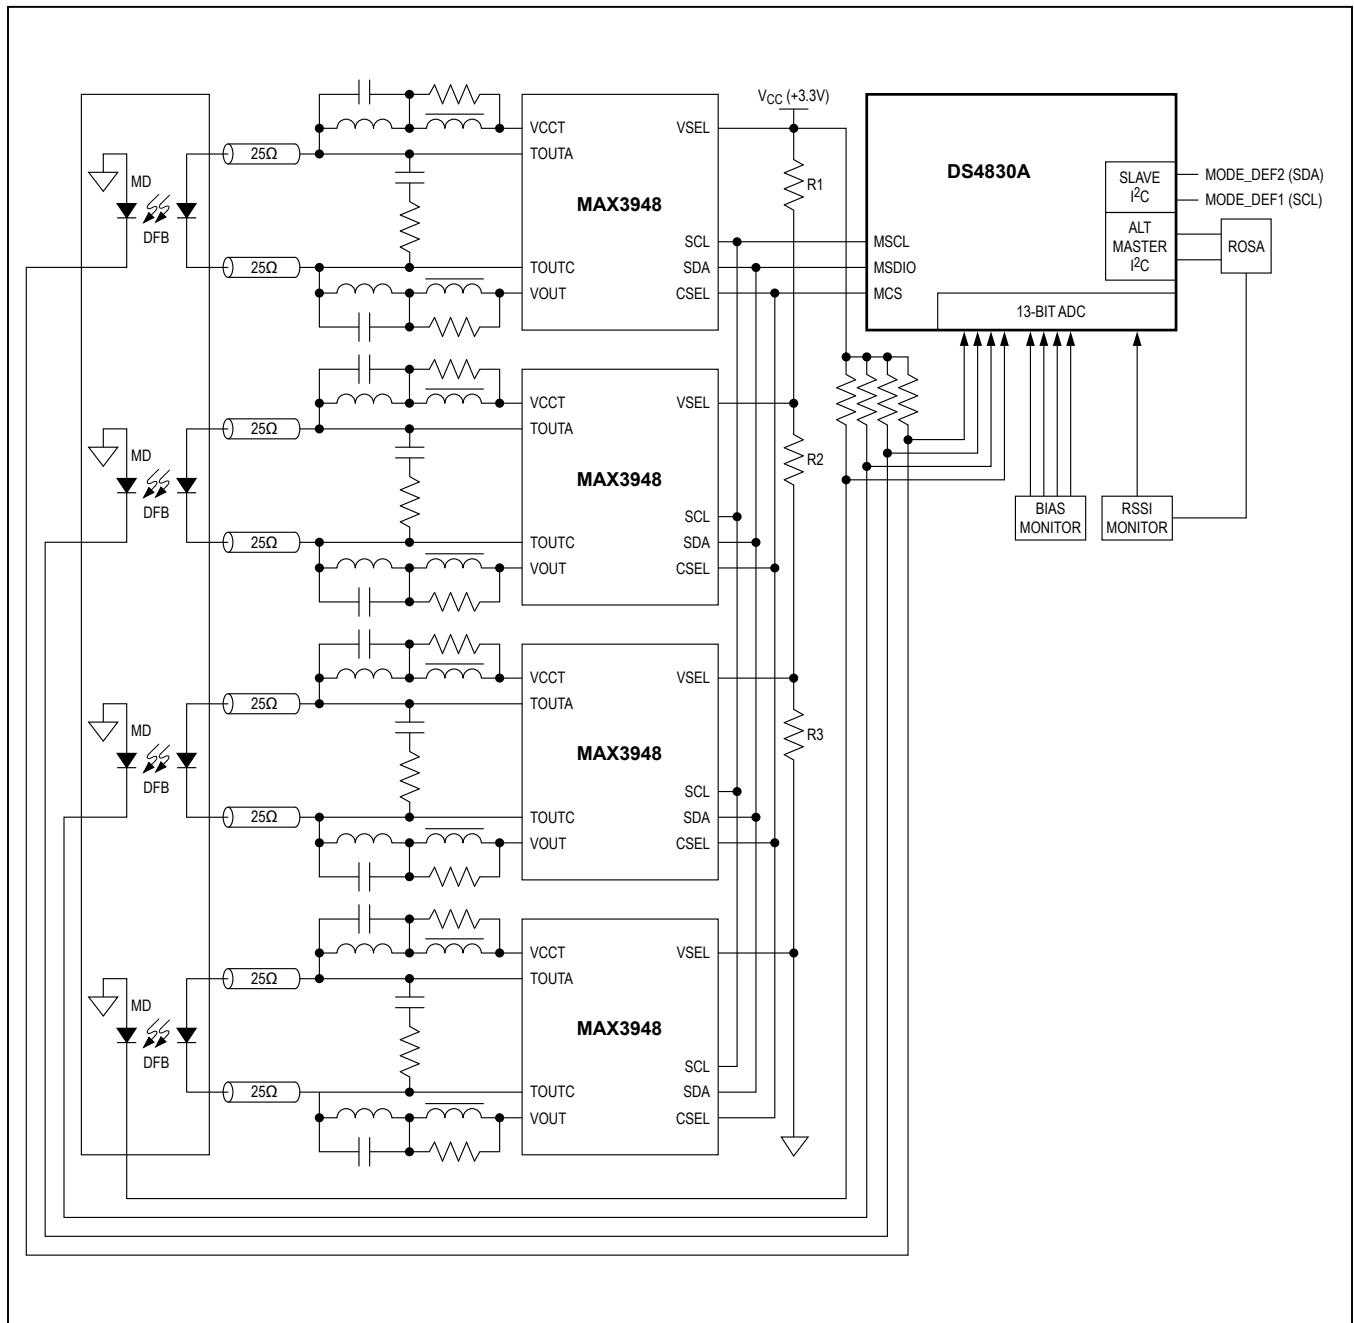 VCC (+3.3V)
DS4830A
SLAVE
I2C
MODE_DEF2 (SDA)
MODE_DEF1 (SCL)
ALT
MASTER
I2C
ROSA
MSCL
MSDIO
MCS
13-BIT ADC
BIAS
MONITOR
RSSI
MONITOR
R1
R2
R3
MD
DFB
25Ω
25Ω
VCCT
TOUTA
TOUTC
VOUT
MAX3948
VSEL
SCL
SDA
CSEL
MD
DFB
25Ω
25Ω
VCCT
TOUTA
TOUTC
VOUT
MAX3948
VSEL
SCL
SDA
CSEL
MD
DFB
25Ω
25Ω
VCCT
TOUTA
TOUTC
VOUT
MAX3948
VSEL
SCL
SDA
CSEL
MD
DFB
25Ω
25Ω
VCCT
TOUTA
TOUTC
VOUT
MAX3948
VSEL
SCL
SDA
CSEL